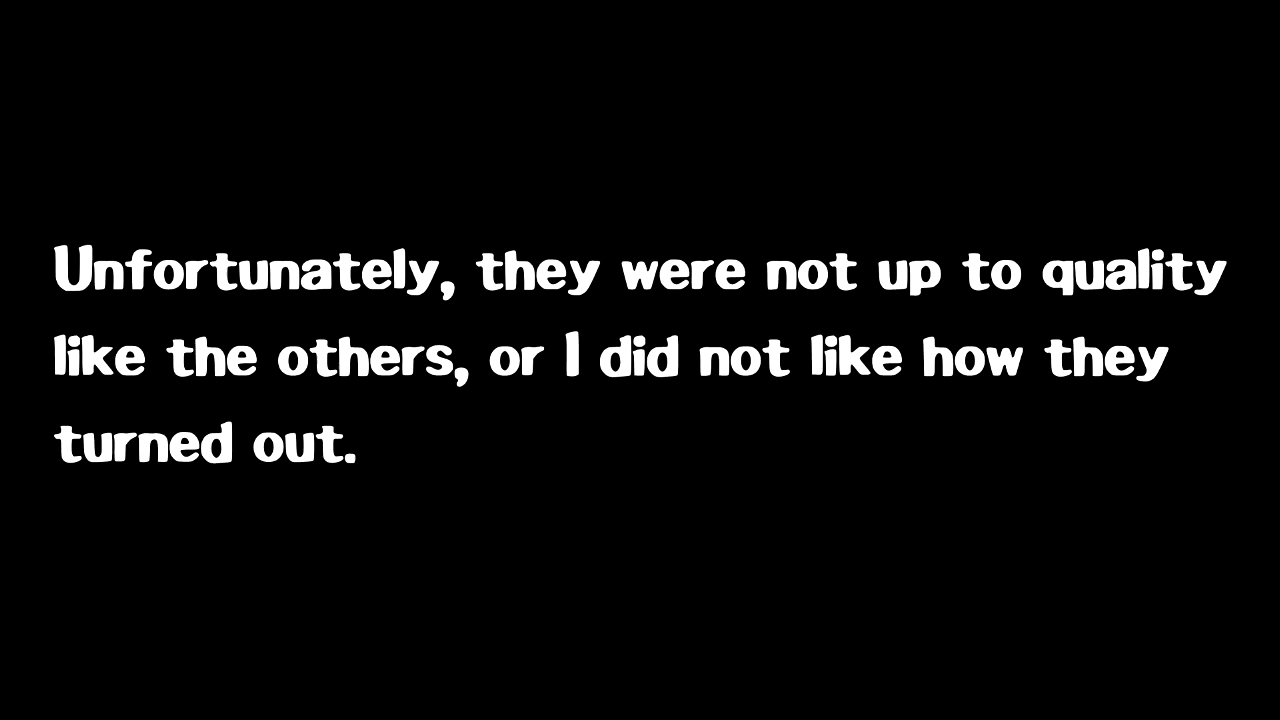 Unfortunately, they were not up to quality
like the others, or I did not like how they
turned out.